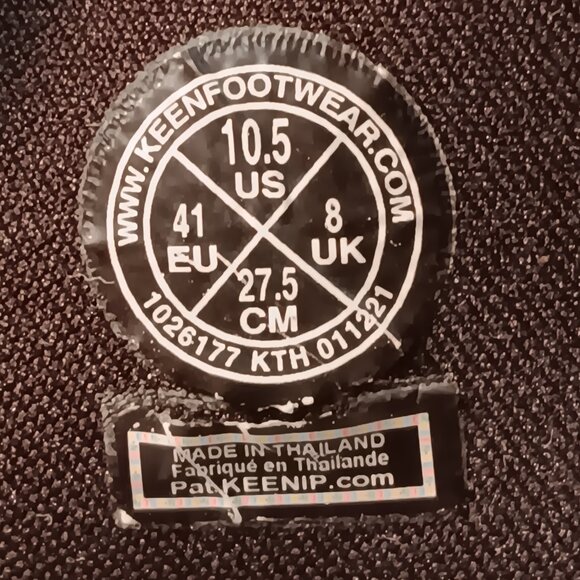 WWW.KEENFOOTWEAR.COM
10.5
US
41
EU
8
UK
27.5
CM
1026177 KTH 011221
MADE IN THAILAND
Fabriqué en Thaïlande
Pat KEENIP.com